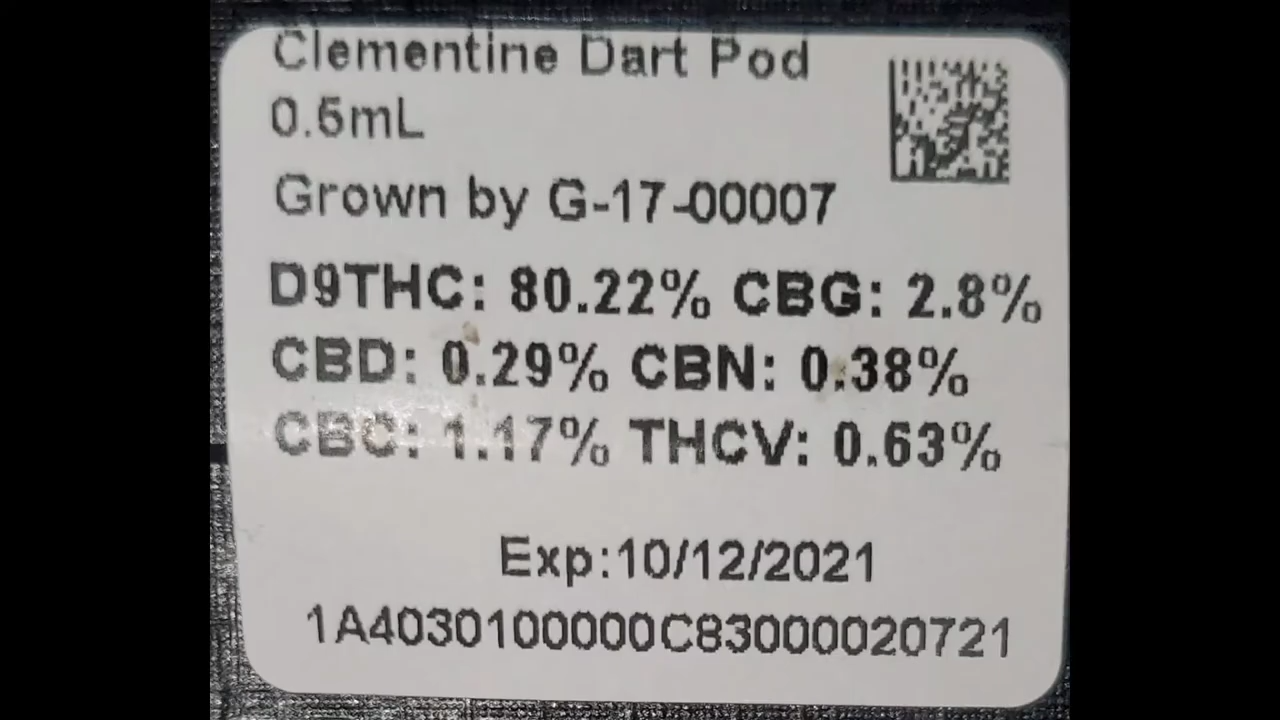 Clementine Dart Pod
0.5mL
Grown by G-17-00007
D9THC: 80.22% CBG: 2.8%
CBD: 0.29% CBN: 0.38%
CBC: 1.17% THCV: 0.63%
Exp:10/12/2021
1A4030100000C83000020721